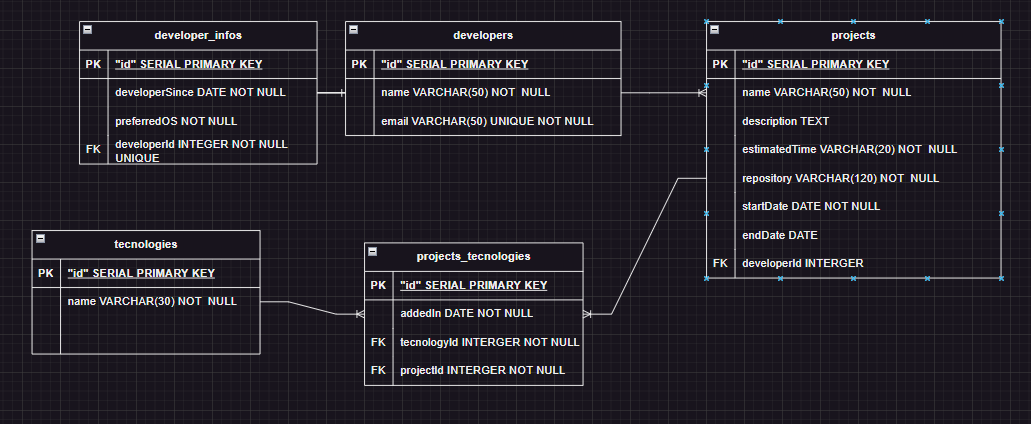 developer_infos
PK "id" SERIAL PRIMARY KEY
developerSince DATE NOT NULL
preferredOS NOT NULL
FK developerId INTEGER NOT NULL
UNIQUE
developers
PK "id" SERIAL PRIMARY KEY
name VARCHAR(50) NOT NULL
email VARCHAR(50) UNIQUE NOT NULL
projects
PK "id" SERIAL PRIMARY KEY
name VARCHAR(50) NOT NULL
description TEXT
estimatedTime VARCHAR(20) NOT NULL
repository VARCHAR(120) NOT NULL
startDate DATE NOT NULL
endDate DATE
FK developerId INTERGER
tecnologies
PK "id" SERIAL PRIMARY KEY
name VARCHAR(30) NOT NULL
projects_tecnologies
PK "id" SERIAL PRIMARY KEY
addedIn DATE NOT NULL
FK tecnologyId INTERGER NOT NULL
FK projectId INTERGER NOT NULL